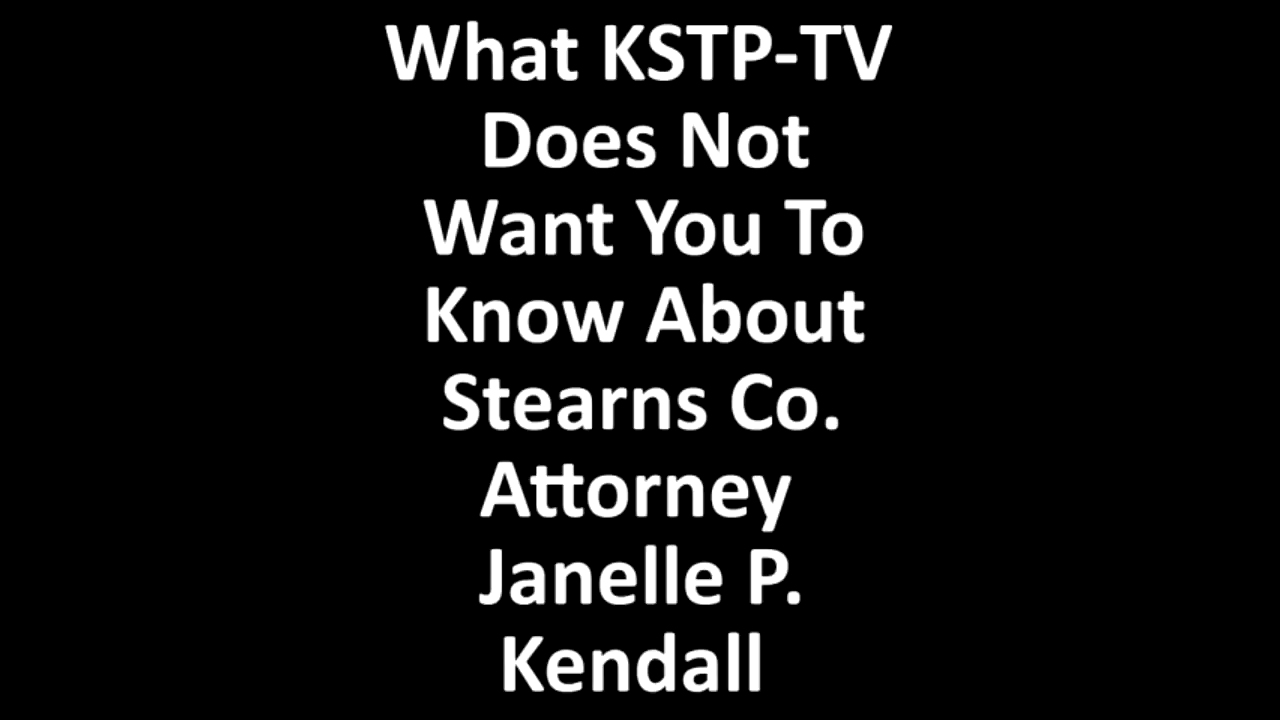 What KSTP-TV
Does Not
Want You To
Know About
Stearns Co.
Attorney
Janelle P.
Kendall